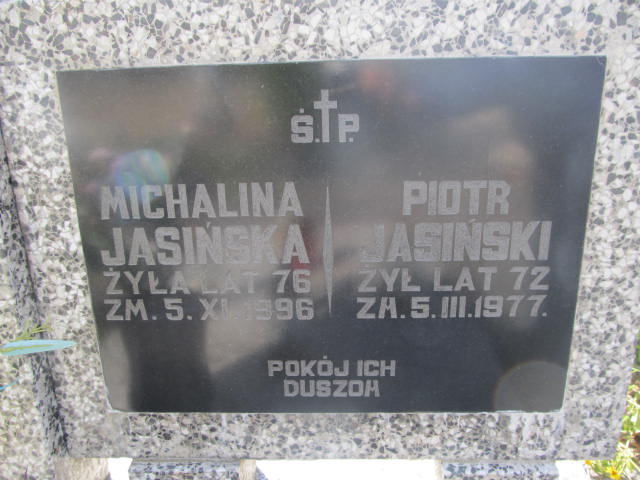 Ś.†P.
MICHALINA
JASIŃSKA
ŻYŁA LAT 76
ZM. 5. XI. 1996
PIOTR
JASIŃSKI
ŻYŁ LAT 72
ZM. 5. III. 1977.
POKÓJ ICH
DUSZOM